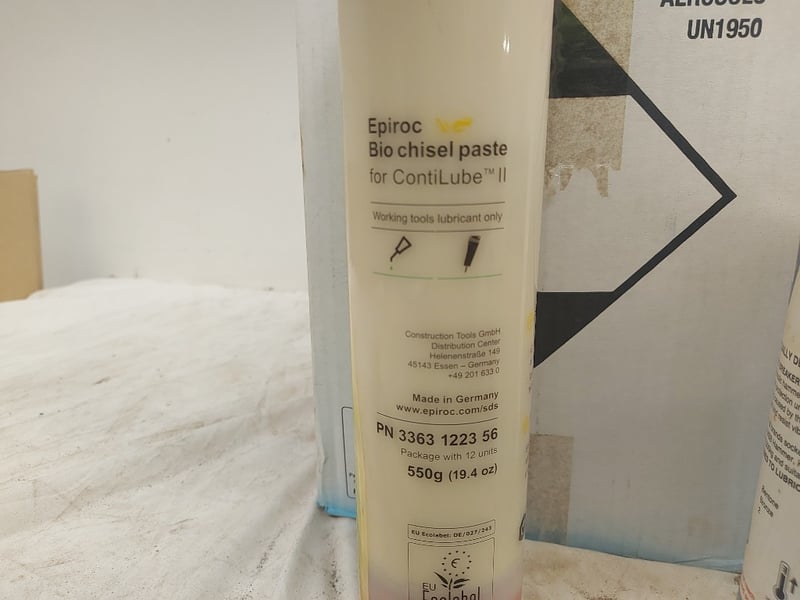 AEROSOLS
UN1950
Epiroc
Bio chisel paste
for ContiLube™ II
Working tools lubricant only
Construction Tools GmbH
Distribution Center
Helenenstraße 149
45143 Essen – Germany
+49 201 633 0
Made in Germany
www.epiroc.com/sds
PN 3363 1223 56
Package with 12 units
550g (19.4 oz)
EU Ecolabel: DE/027/243
EU
Ecolabel